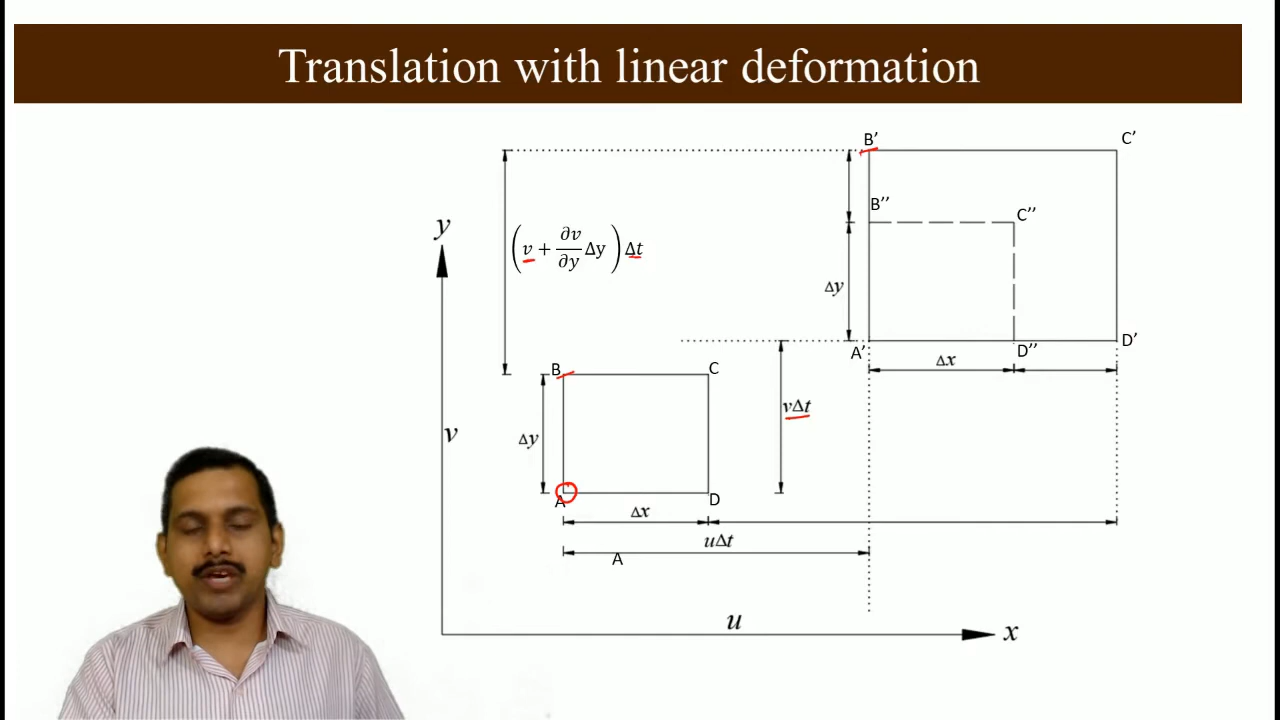 Translation with linear deformation
B’ C’
B’’ C’’
y
(v + ∂v/∂y Δy) Δt
Δy
A’ D’’ D’
Δx
B C
vΔt
v
Δy
A D
Δx
uΔt
A
u
x